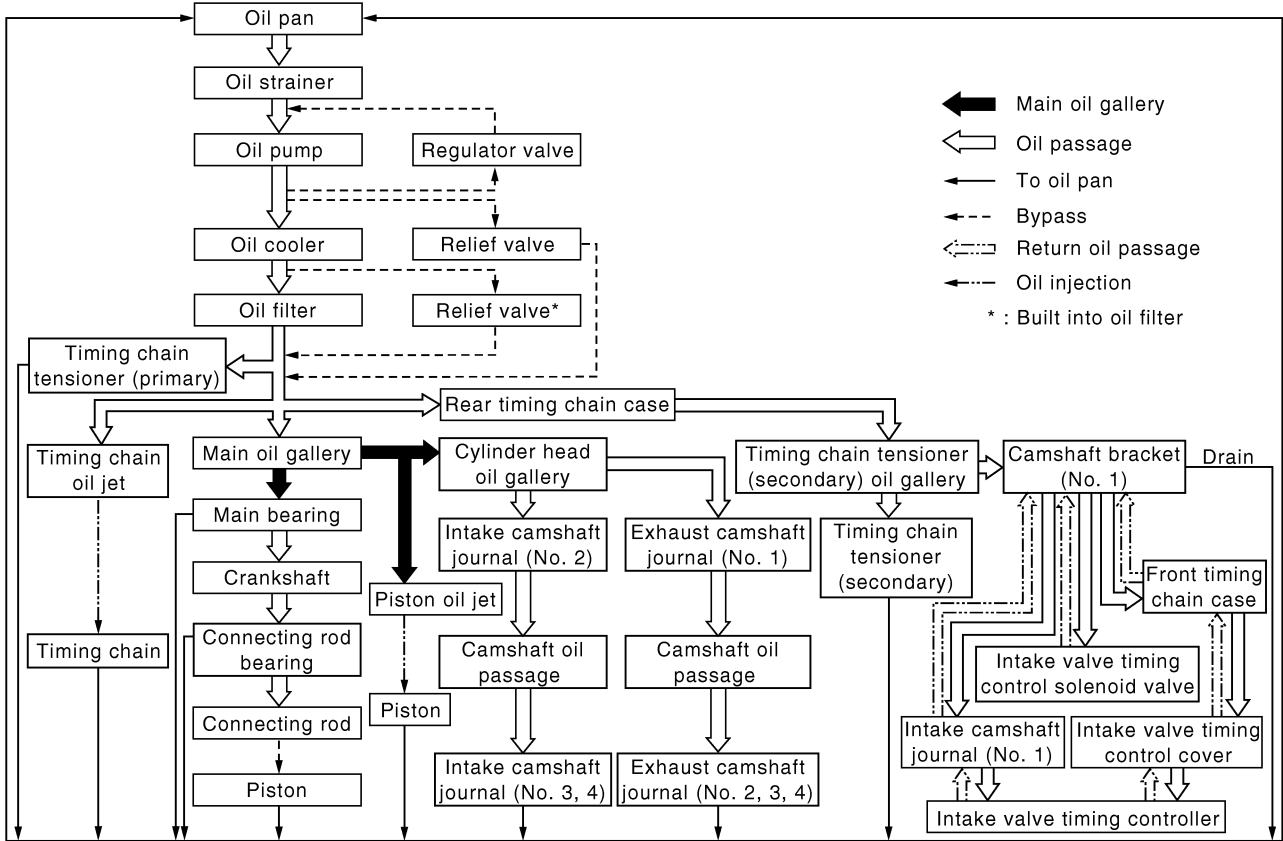 Oil pan
Oil strainer
Oil pump
Regulator valve
Oil cooler
Relief valve
Oil filter
Relief valve*
Main oil gallery
Oil passage
To oil pan
Bypass
Return oil passage
Oil injection
* : Built into oil filter
Timing chain
tensioner (primary)
Rear timing chain case
Timing chain
oil jet
Main oil gallery
Cylinder head
oil gallery
Timing chain tensioner
(secondary) oil gallery
Camshaft bracket
(No. 1)
Drain
Main bearing
Intake camshaft
journal (No. 2)
Exhaust camshaft
journal (No. 1)
Timing chain
tensioner
(secondary)
Crankshaft
Piston oil jet
Front timing
chain case
Timing chain
Connecting rod
bearing
Camshaft oil
passage
Camshaft oil
passage
Intake valve timing
control solenoid valve
Connecting rod
Piston
Intake camshaft
journal (No. 1)
Intake valve timing
control cover
Piston
Intake camshaft
journal (No. 3, 4)
Exhaust camshaft
journal (No. 2, 3, 4)
Intake valve timing controller